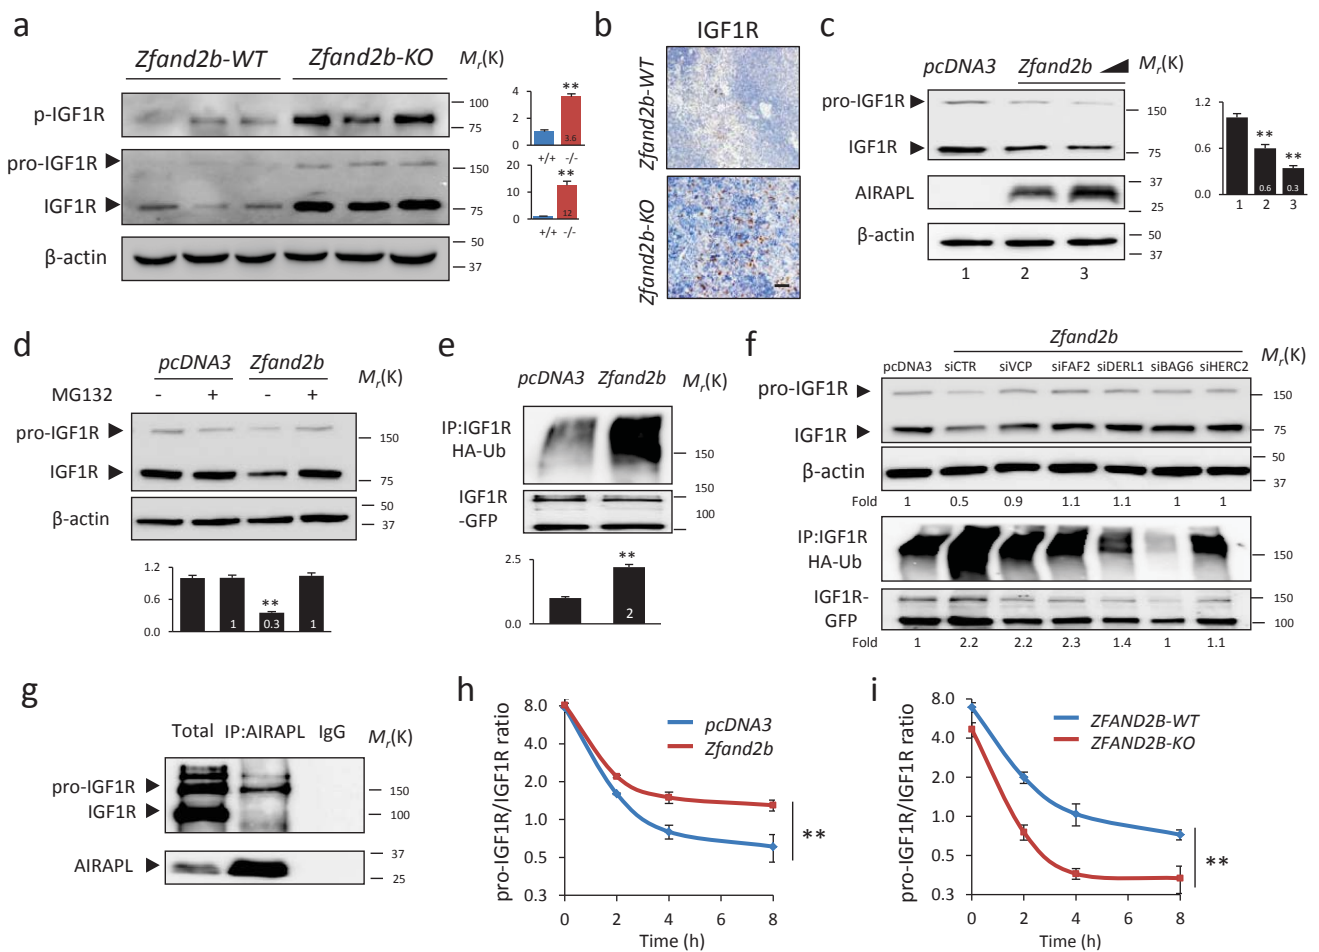 a
Zfand2b-WT Zfand2b-KO Mr(K)
p-IGF1R
100
75
pro-IGF1R
150
IGF1R
75
β-actin
50
37
4
2
0
3.6
**
+/+ -/-
20
10
0
12
**
+/+ -/-
b
IGF1R
Zfand2b-WT
Zfand2b-KO
c
pcDNA3 Zfand2b Mr(K)
pro-IGF1R
150
IGF1R
75
AIRAPL
37
25
β-actin
50
37
1 2 3
1.2
0.6
0.0
**
**
0.6
0.3
1 2 3
d
pcDNA3 Zfand2b Mr(K)
MG132 - + - +
pro-IGF1R
150
IGF1R
75
β-actin
50
37
1.2
0.6
0.0
**
1 0.3 1
e
pcDNA3 Zfand2b Mr(K)
IP:IGF1R
HA-Ub
150
IGF1R
-GFP
150
100
2.5
0.0
**
2
f
Zfand2b
pcDNA3 siCTR siVCP siFAF2 siDERL1 siBAG6 siHERC2 Mr(K)
pro-IGF1R
150
IGF1R
75
β-actin
50
37
Fold 1 0.5 0.9 1.1 1.1 1 1
IP:IGF1R
HA-Ub
150
IGF1R-
GFP
150
100
Fold 1 2.2 2.2 2.3 1.4 1 1.1
g
Total IP:AIRAPL IgG Mr(K)
pro-IGF1R
150
IGF1R
100
AIRAPL
37
25
h
pro-IGF1R/IGF1R ratio
8.0
4.0
2.0
1.0
0.5
0.3
pcDNA3
Zfand2b
**
0 2 4 6 8
Time (h)
i
pro-IGF1R/IGF1R ratio
8.0
4.0
2.0
1.0
0.5
0.3
ZFAND2B-WT
ZFAND2B-KO
**
0 2 4 6 8
Time (h)